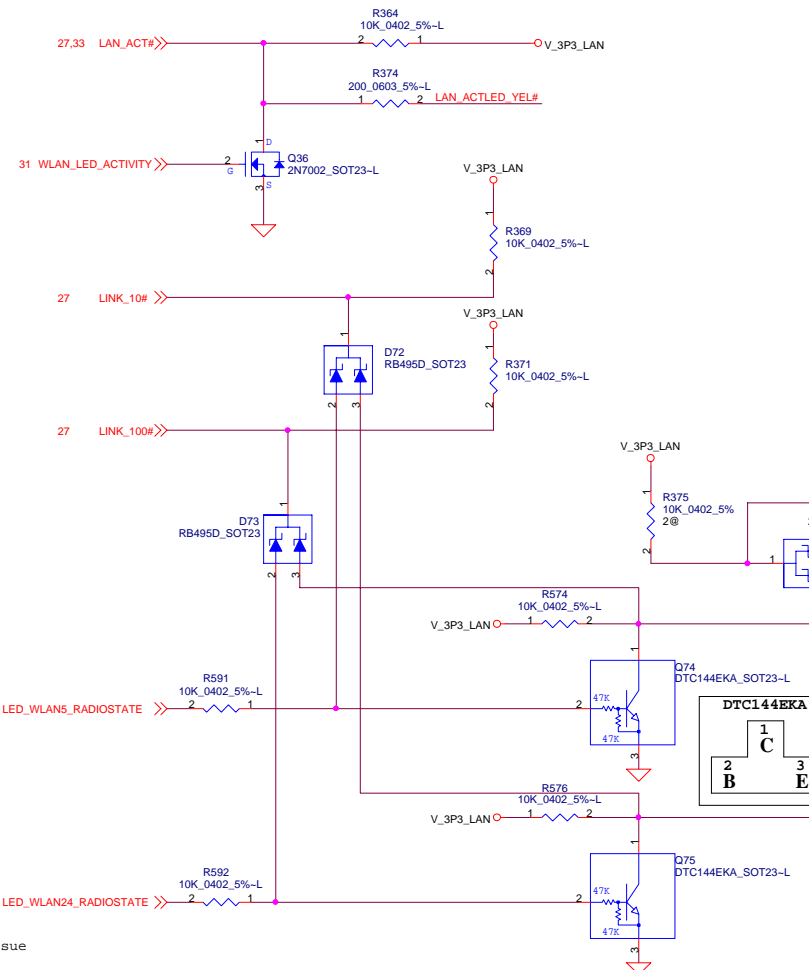 R364
10K_0402_5%~L
27,33 LAN_ACT# 2 1 V_3P3_LAN
R374
200_0603_5%~L
1 2 LAN_ACTLED_YEL#
1 D
31 WLAN_LED_ACTIVITY 2 G Q36
2N7002_SOT23~L
3 S
V_3P3_LAN
1
R369
10K_0402_5%~L
2
27 LINK_10#
V_3P3_LAN
1
D72
RB495D_SOT23
1
R371
10K_0402_5%~L
2 3
2
27 LINK_100#
V_3P3_LAN
1
R375
10K_0402_5%
2@
2
1
D73
RB495D_SOT23
1
2 3
R574
10K_0402_5%~L
V_3P3_LAN 1 2
1
Q74
DTC144EKA_SOT23~L
R591
10K_0402_5%~L
LED_WLAN5_RADIOSTATE 2 1 2 47K
47K
3
DTC144EKA
1
C
2 3
B E
R576
10K_0402_5%~L
V_3P3_LAN 1 2
1
Q75
DTC144EKA_SOT23~L
R592
10K_0402_5%~L
LED_WLAN24_RADIOSTATE 2 1 2 47K
47K
3
sue